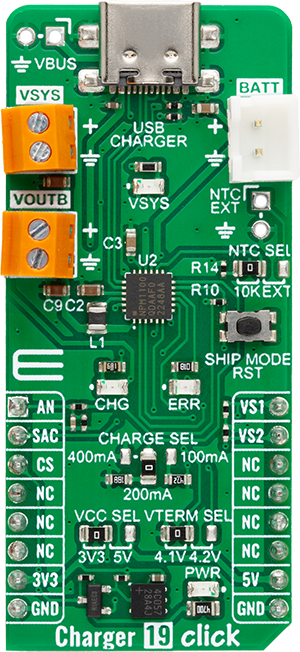 VBUS
VSYS
BATT
USB
CHARGER
NTC
EXT
VSYS
VOUTB
C3
U2
NPM1100
QDAAF0
2248AA
NTC SEL
R14
R10
10K EXT
C9 C2
L1
SHIP MODE
RST
CHG
ERR
AN
SAC
CS
NC
NC
NC
3V3
GND
CHARGE SEL
400mA
100mA
200mA
VCC SEL VTERM SEL
3V3 5V
4.1V 4.2V
PWR
VS1
VS2
NC
NC
NC
NC
5V
GND
Charger 19 click